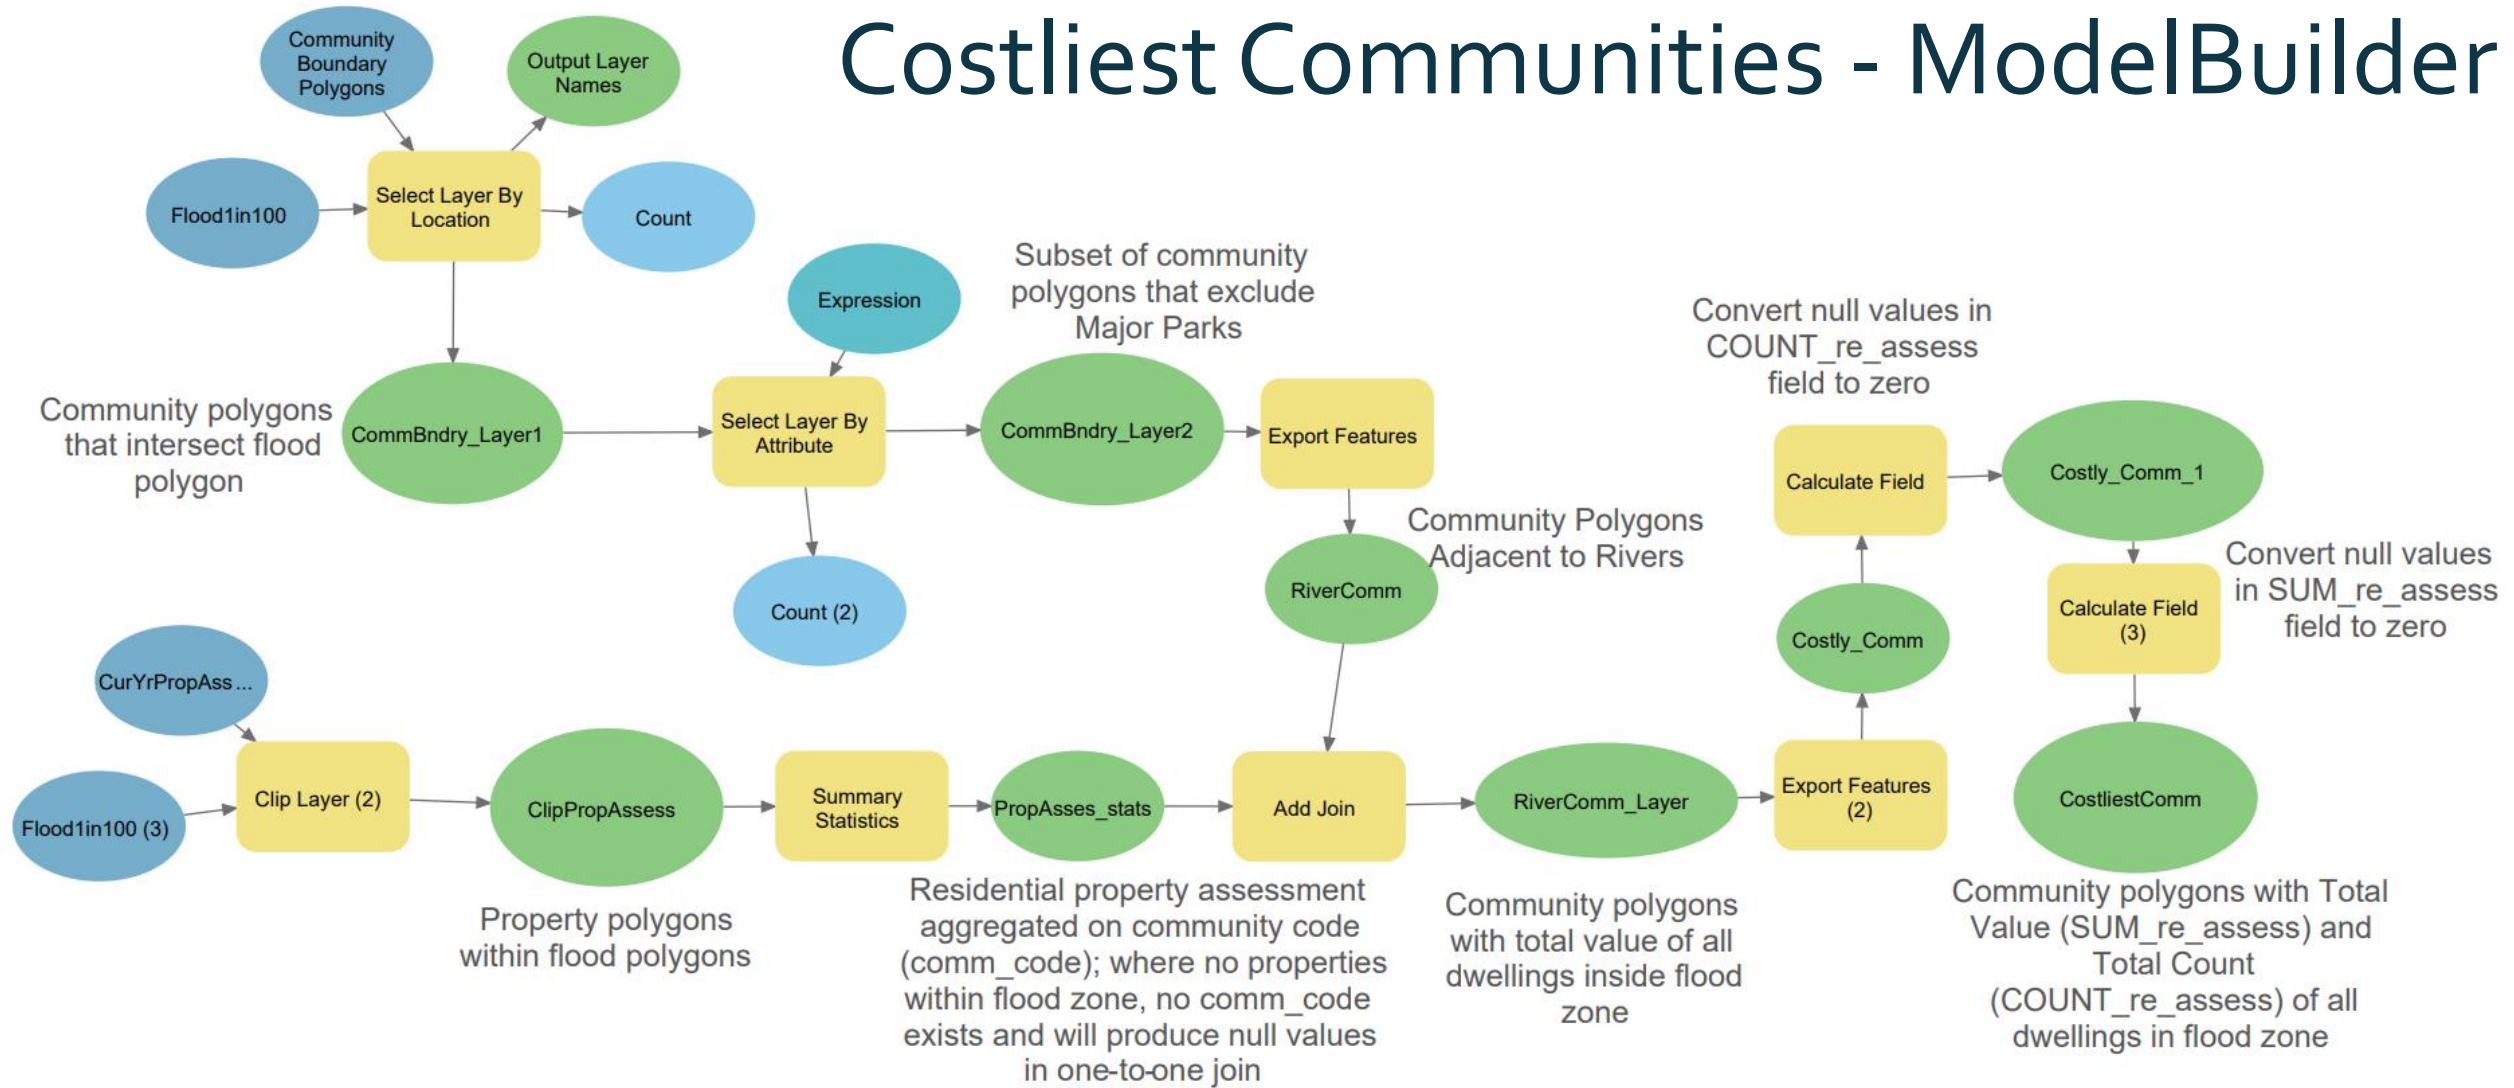 Costliest Communities - ModelBuilder
Community
Boundary
Polygons
Output Layer
Names
Flood1in100
Select Layer By
Location
Count
Expression
Subset of community
polygons that exclude
Major Parks
Community polygons
that intersect flood
polygon
CommBndry_Layer1
Select Layer By
Attribute
CommBndry_Layer2
Export Features
Count (2)
Community Polygons
Adjacent to Rivers
RiverComm
Convert null values in
COUNT_re_assess
field to zero
Calculate Field
Costly_Comm_1
Convert null values
in SUM_re_assess
field to zero
Calculate Field
(3)
Costly_Comm
CurYrPropAss...
Flood1in100 (3)
Clip Layer (2)
ClipPropAssess
Property polygons
within flood polygons
Summary
Statistics
PropAsses_stats
Residential property assessment
aggregated on community code
(comm_code); where no properties
within flood zone, no comm_code
exists and will produce null values
in one-to-one join
Add Join
RiverComm_Layer
Community polygons
with total value of all
dwellings inside flood
zone
Export Features
(2)
CostliestComm
Community polygons with Total
Value (SUM_re_assess) and
Total Count
(COUNT_re_assess) of all
dwellings in flood zone